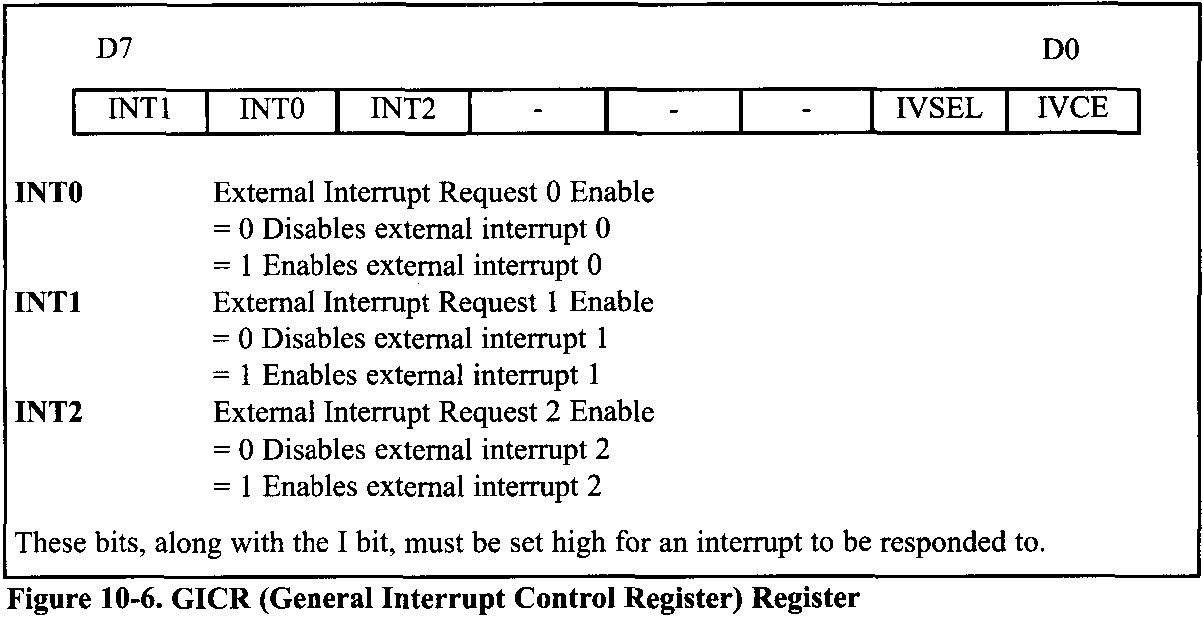 D7 D0
INT1 INT0 INT2 - - - IVSEL IVCE
INT0 External Interrupt Request 0 Enable
= 0 Disables external interrupt 0
= 1 Enables external interrupt 0
INT1 External Interrupt Request 1 Enable
= 0 Disables external interrupt 1
= 1 Enables external interrupt 1
INT2 External Interrupt Request 2 Enable
= 0 Disables external interrupt 2
= 1 Enables external interrupt 2
These bits, along with the I bit, must be set high for an interrupt to be responded to.
Figure 10-6. GICR (General Interrupt Control Register) Register